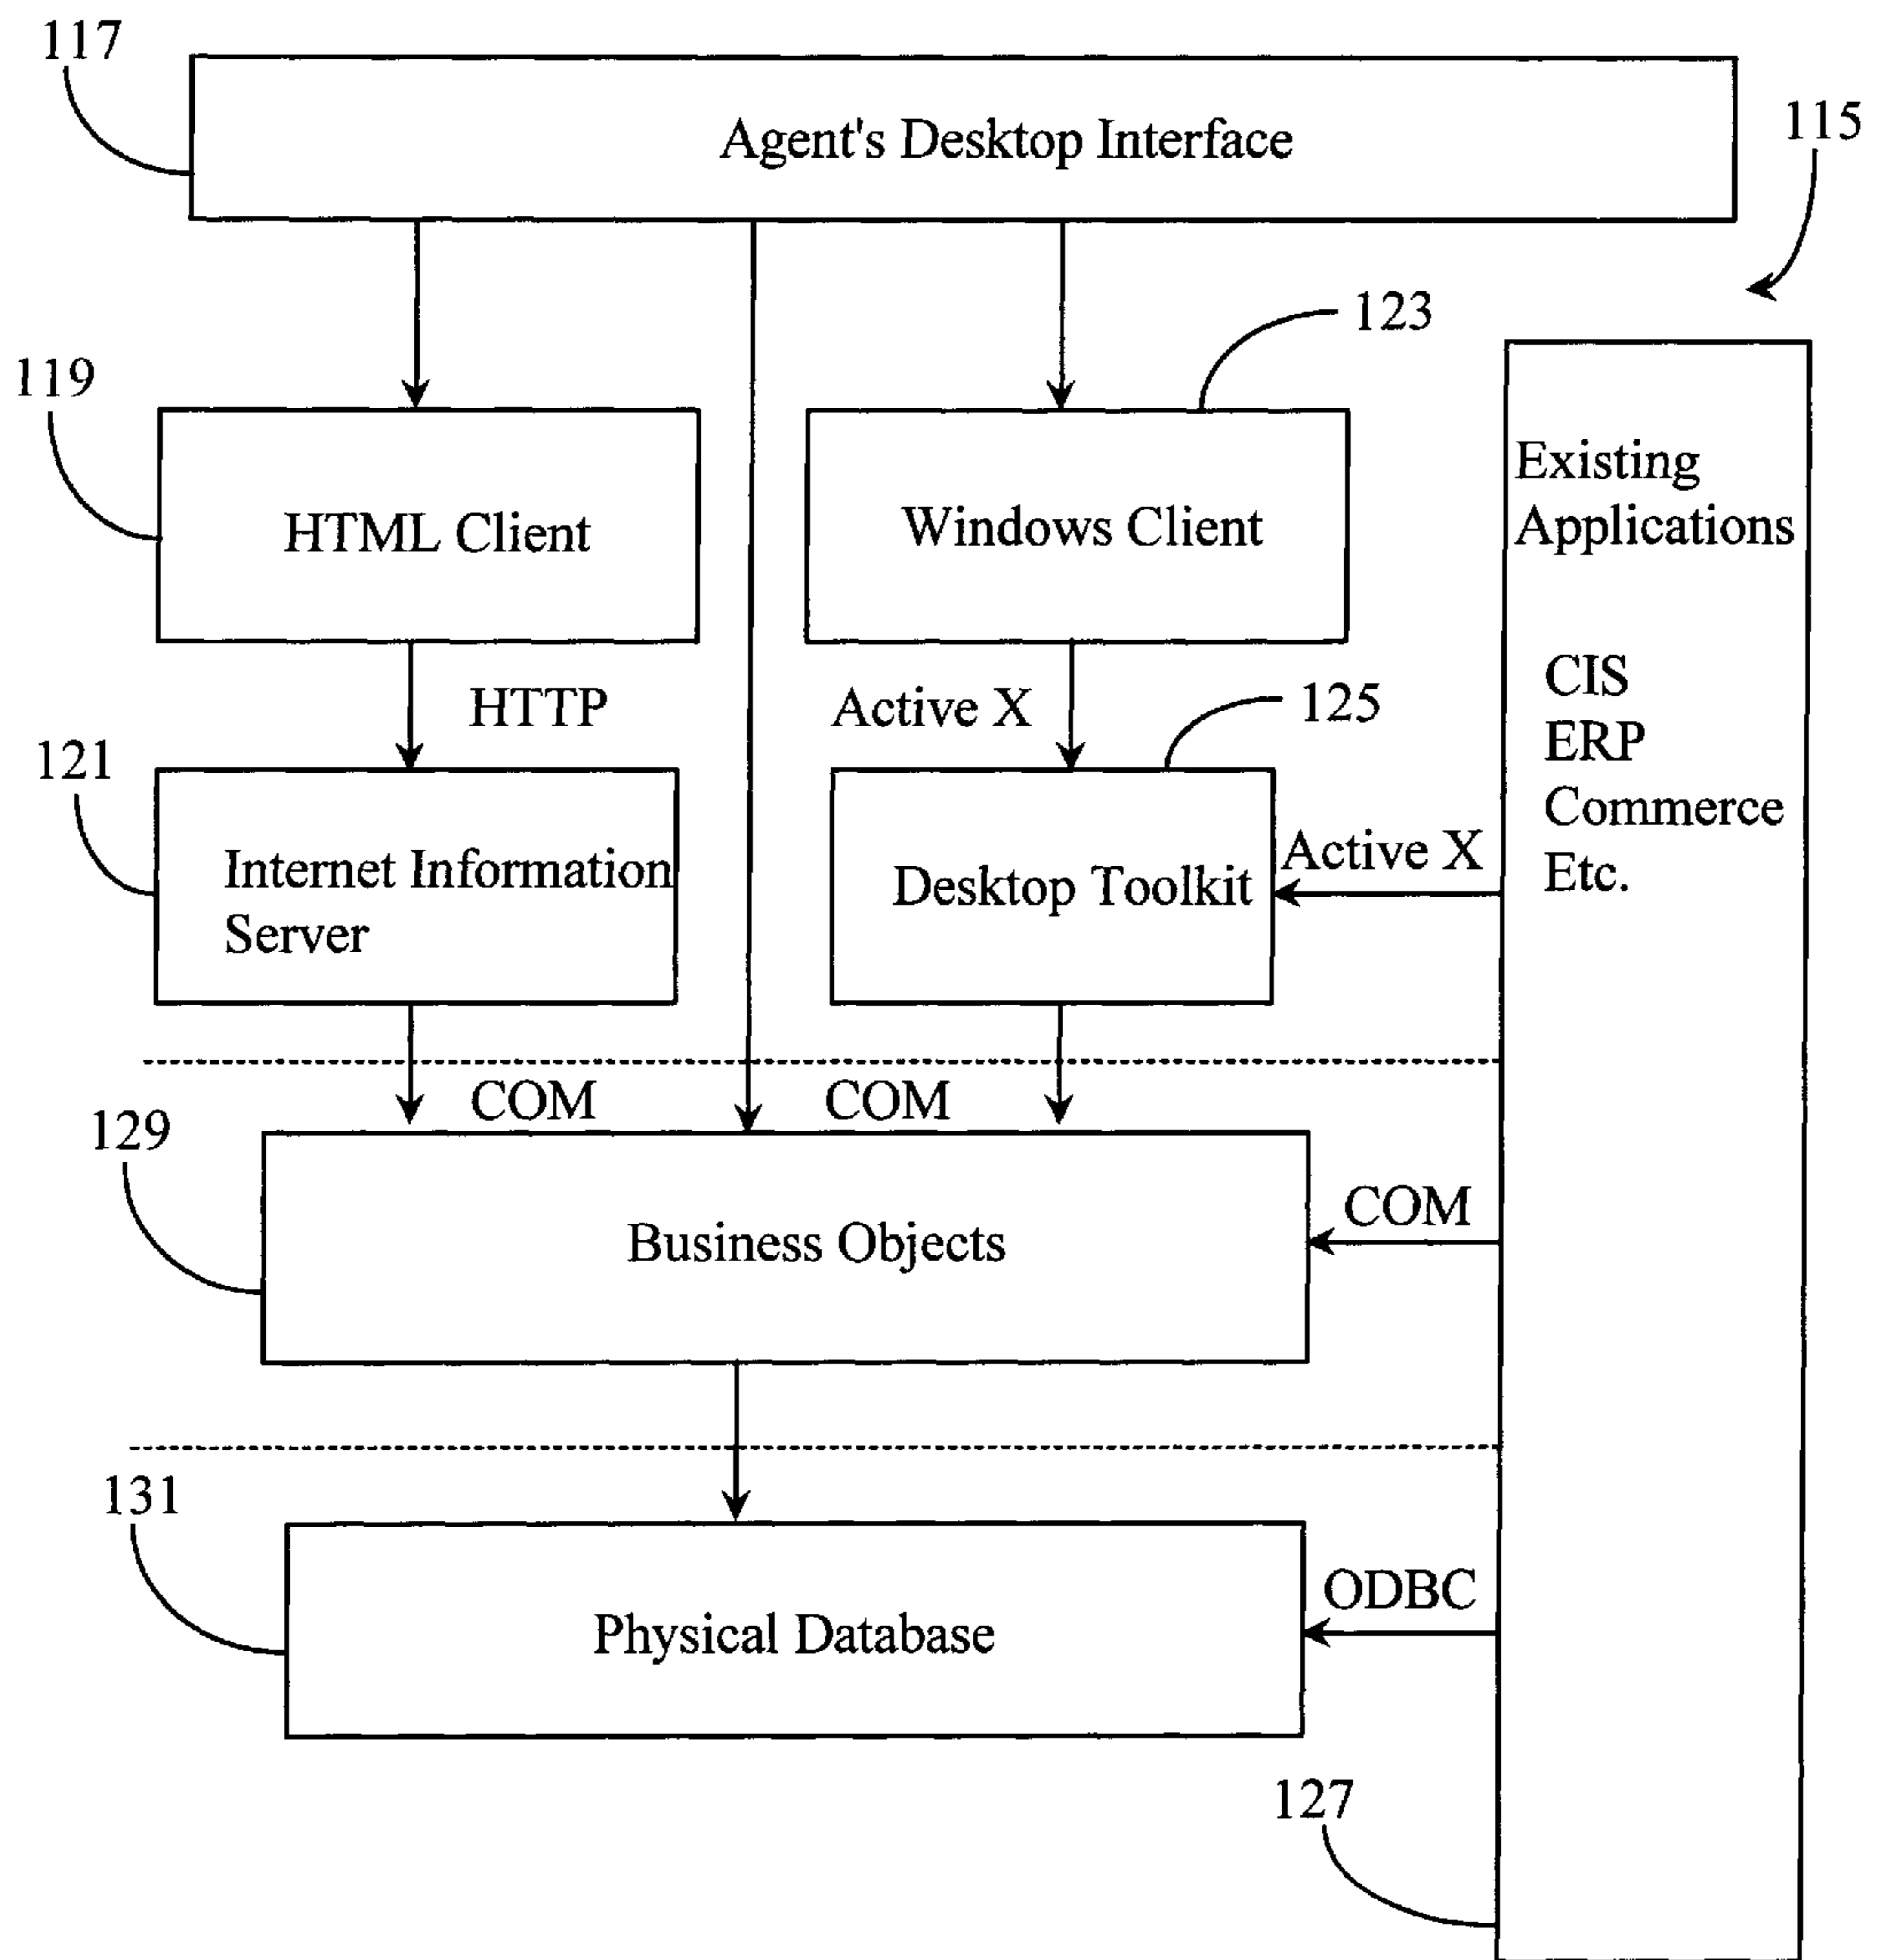 117
Agent's Desktop Interface
115
123
119
HTML Client
Windows Client
Existing
Applications
CIS
ERP
Commerce
Etc.
HTTP
Active X
125
121
Internet Information
Server
Desktop Toolkit
Active X
COM
COM
129
Business Objects
COM
131
Physical Database
ODBC
127